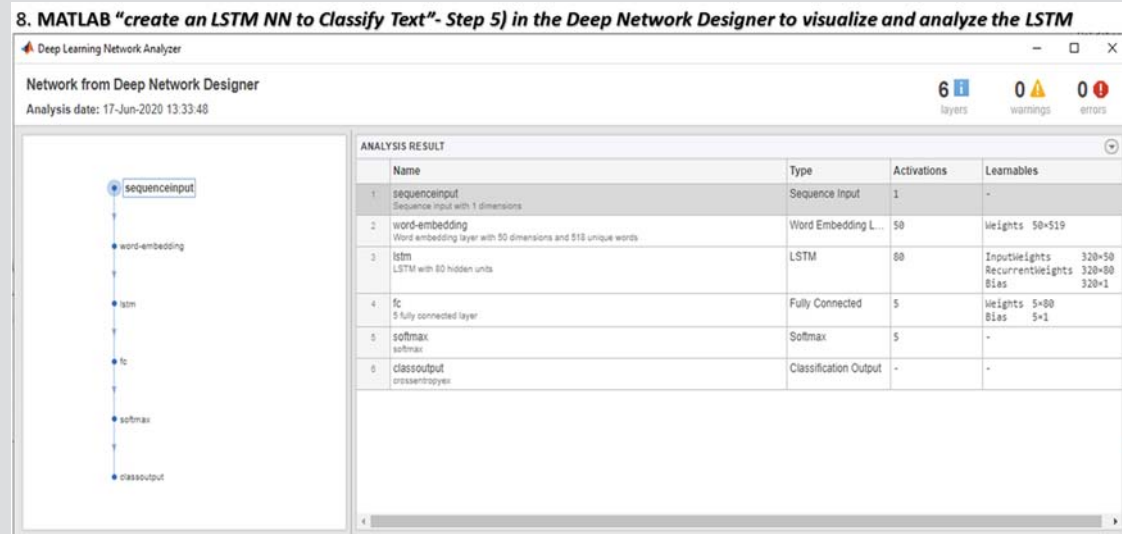 8. MATLAB “create an LSTM NN to Classify Text”- Step 5) in the Deep Network Designer to visualize and analyze the LSTM
Deep Learning Network Analyzer
Network from Deep Network Designer
Analysis date: 17-Jun-2020 13:33:48
6 i 0 0
layers warnings errors
sequenceinput
word-embedding
lstm
fc
softmax
classoutput
ANALYSIS RESULT
Name Type Activations Learnables
1 sequenceinput Sequence Input 1 -
Sequence input with 1 dimensions
2 word-embedding Word Embedding L... 50 Weights 50×519
Word embedding layer with 50 dimensions and 518 unique words
3 lstm LSTM 80 InputWeights 320×50
LSTM with 80 hidden units RecurrentWeights 320×80
Bias 320×1
4 fc Fully Connected 5 Weights 5×80
5 fully connected layer Bias 5×1
5 softmax Softmax 5 -
softmax
6 classoutput Classification Output - -
crossentropyex